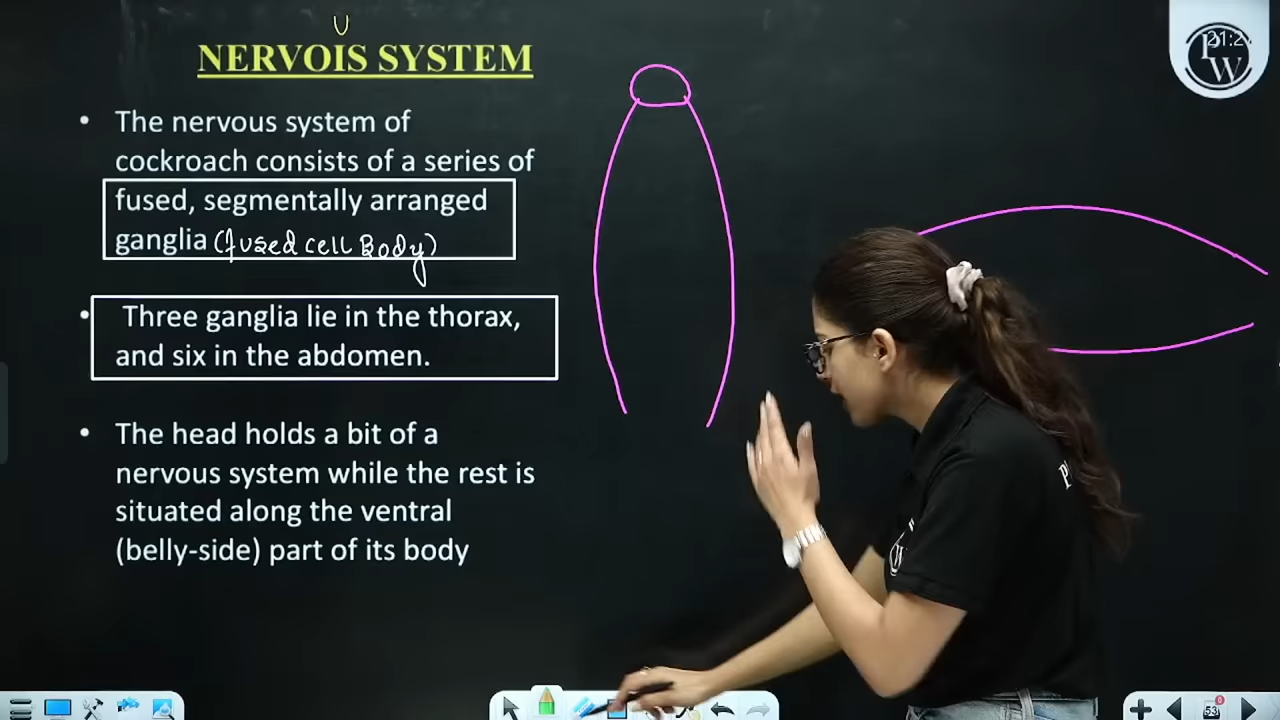 U
NERVOIS SYSTEM
• The nervous system of
cockroach consists of a series of
fused, segmentally arranged
ganglia (fused cell Body)
• Three ganglia lie in the thorax,
and six in the abdomen.
• The head holds a bit of a
nervous system while the rest is
situated along the ventral
(belly-side) part of its body
PW
53